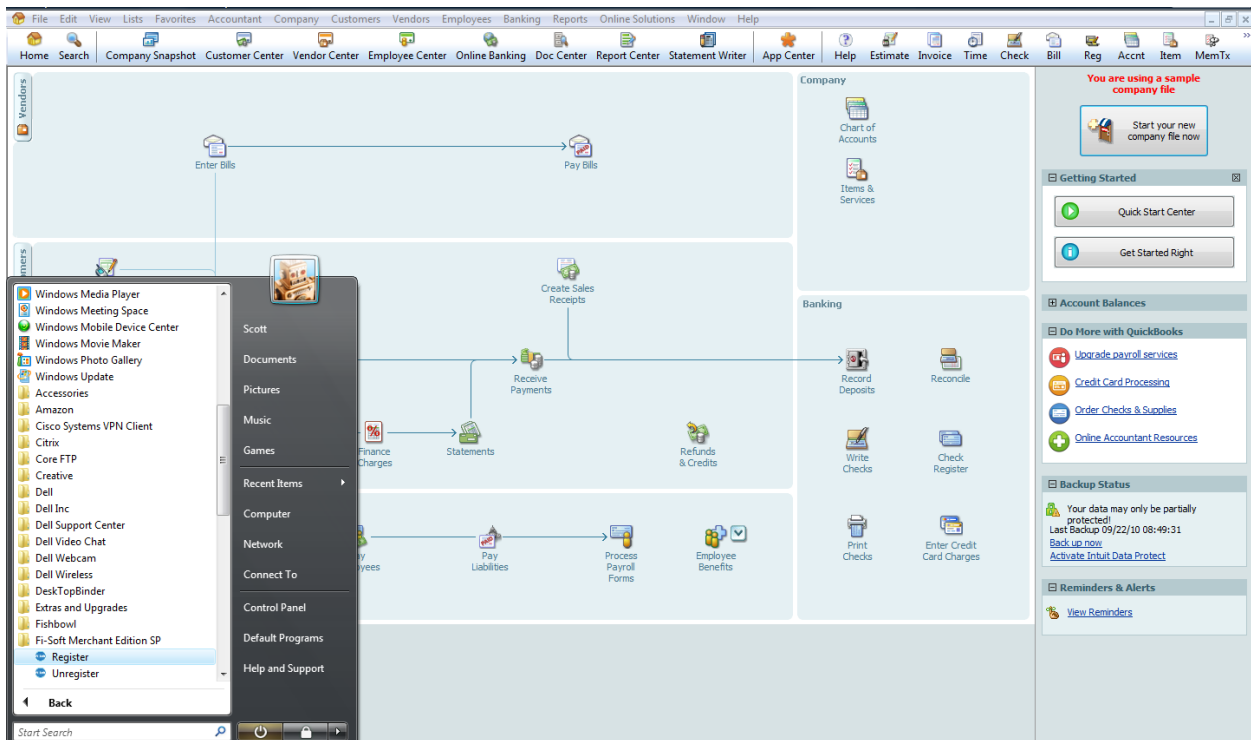 File Edit View Lists Favorites Accountant Company Customers Vendors Employees Banking Reports Online Solutions Window Help
Home Search Company Snapshot Customer Center Vendor Center Employee Center Online Banking Doc Center Report Center Statement Writer App Center Help Estimate Invoice Time Check Bill Reg Accnt Item MemTx
Vendors
Enter Bills
Pay Bills
Create Sales
Receipts
Receive
Payments
Finance
Charges
Statements
Refunds
& Credits
Pay
Liabilities
Process
Payroll
Forms
Employee
Benefits
Company
Chart of
Accounts
Items &
Services
Banking
Record
Deposits
Reconcile
Write
Checks
Check
Register
Print
Checks
Enter Credit
Card Charges
You are using a sample
company file
Start your new
company file now
Getting Started
Quick Start Center
Get Started Right
Account Balances
Do More with QuickBooks
Upgrade payroll services
Credit Card Processing
Order Checks & Supplies
Online Accountant Resources
Backup Status
Your data may only be partially
protected!
Last Backup 09/22/10 08:49:31
Back up now
Activate Intuit Data Protect
Reminders & Alerts
View Reminders
Windows Media Player
Windows Meeting Space
Windows Mobile Device Center
Windows Movie Maker
Windows Photo Gallery
Windows Update
Accessories
Amazon
Cisco Systems VPN Client
Citrix
Core FTP
Creative
Dell
Dell Inc
Dell Support Center
Dell Video Chat
Dell Webcam
Dell Wireless
DeskTopBinder
Extras and Upgrades
Fishbowl
Fi-Soft Merchant Edition SP
Register
Unregister
Back
Start Search
Scott
Documents
Pictures
Music
Games
Recent Items
Computer
Network
Connect To
Control Panel
Default Programs
Help and Support